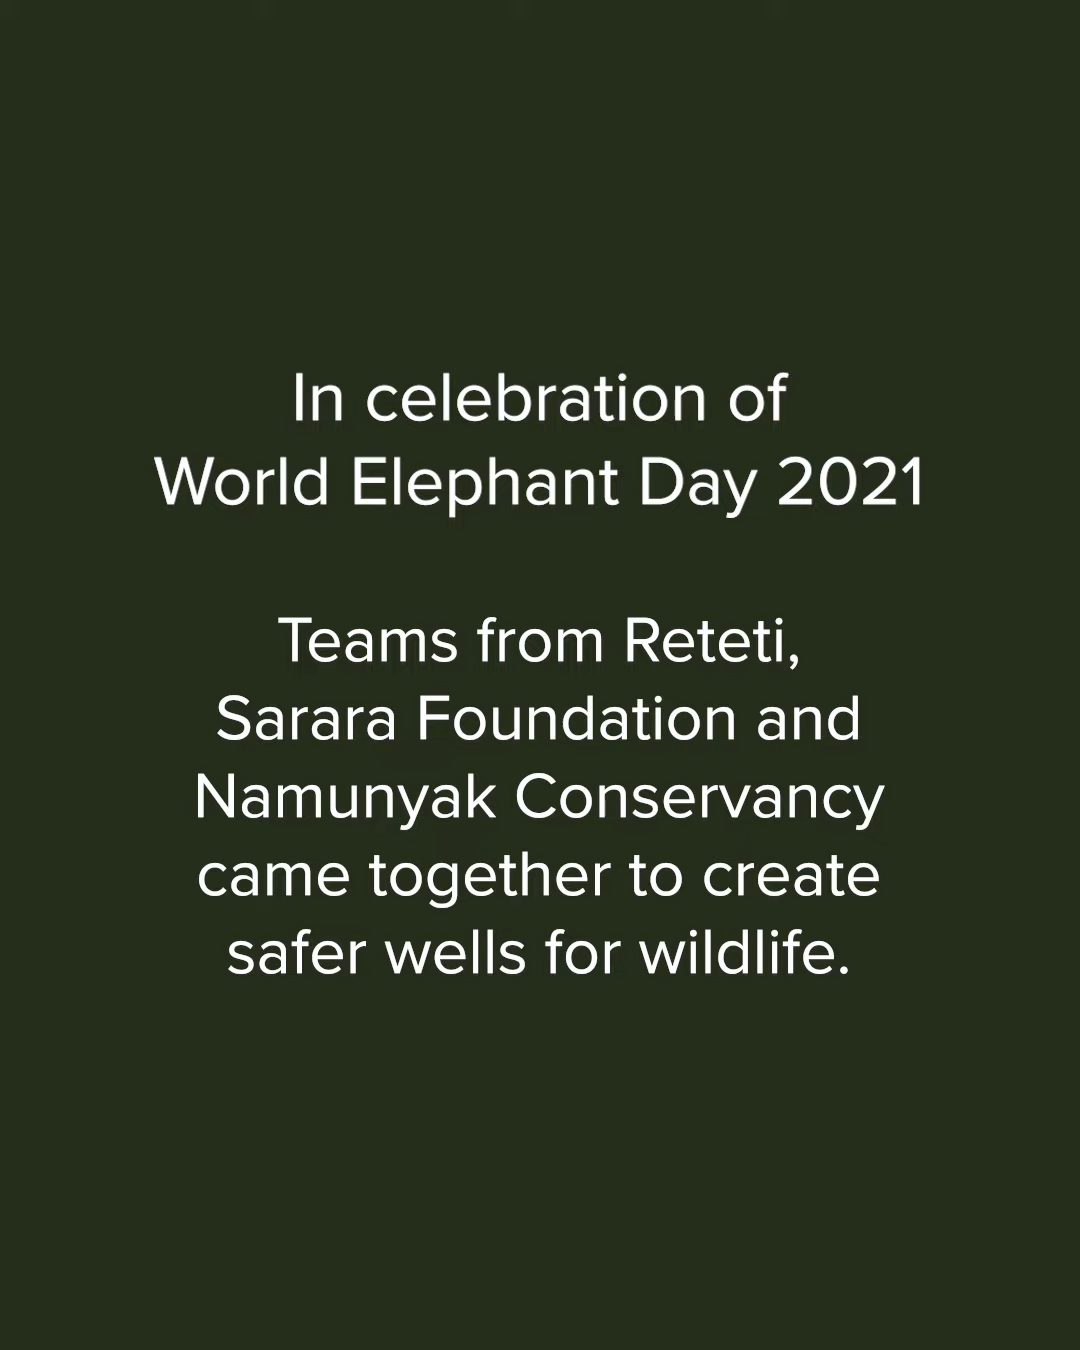 In celebration of
World Elephant Day 2021
Teams from Reteti,
Sarara Foundation and
Namunyak Conservancy
came together to create
safer wells for wildlife.